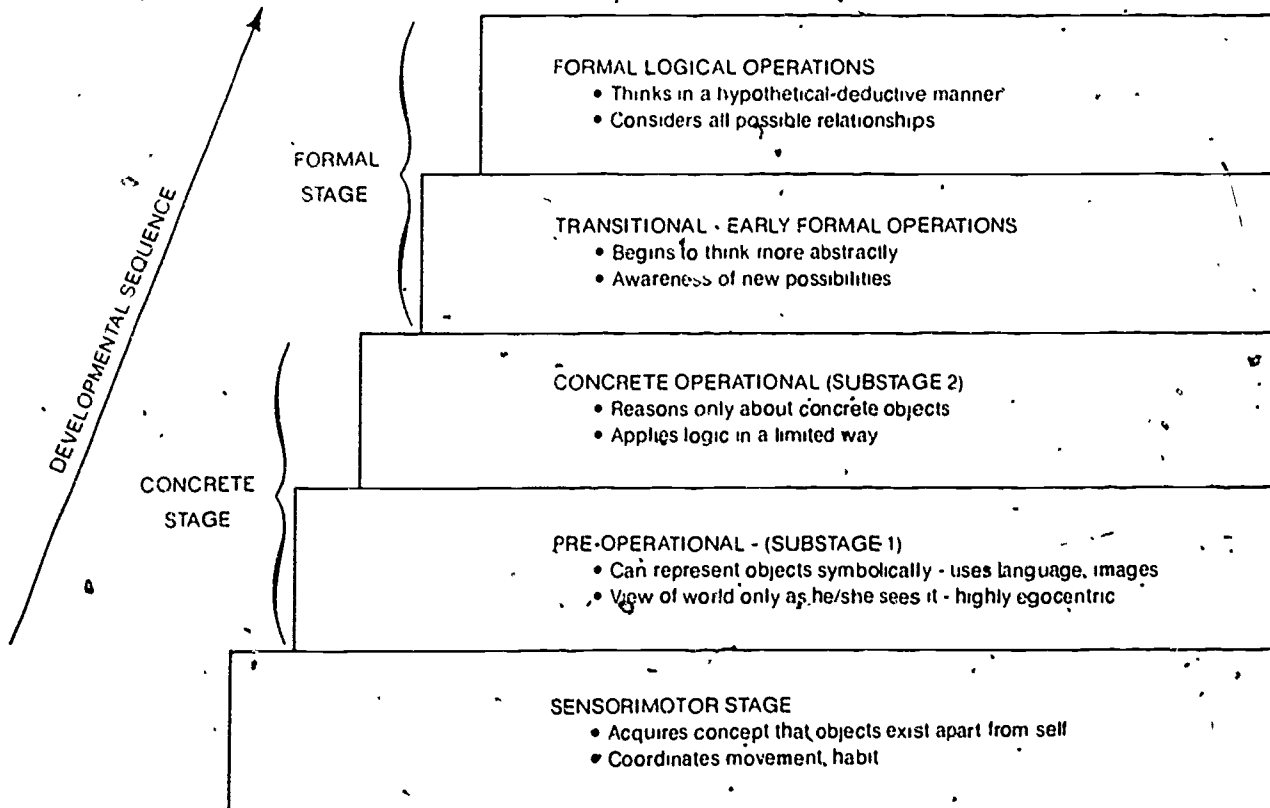 FORMAL LOGICAL OPERATIONS
• Thinks in a hypothetical-deductive manner
• Considers all possible relationships
FORMAL
STAGE
TRANSITIONAL - EARLY FORMAL OPERATIONS
• Begins to think more abstractly
• Awareness of new possibilities
DEVELOPMENTAL SEQUENCE
CONCRETE OPERATIONAL (SUBSTAGE 2)
• Reasons only about concrete objects
• Applies logic in a limited way
CONCRETE
STAGE
PRE-OPERATIONAL - (SUBSTAGE 1)
• Can represent objects symbolically - uses language, images
• View of world only as he/she sees it - highly egocentric
SENSORIMOTOR STAGE
• Acquires concept that objects exist apart from self
• Coordinates movement, habit